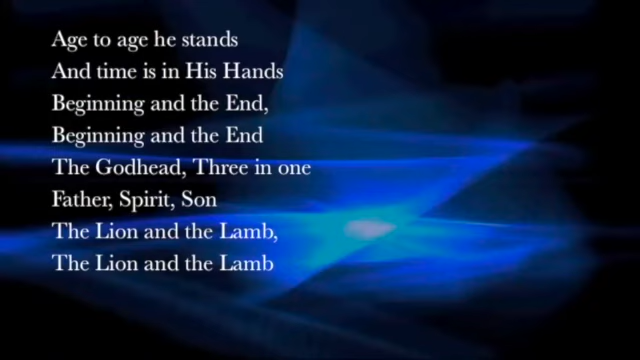 Age to age he stands
And time is in His Hands
Beginning and the End,
Beginning and the End
The Godhead, Three in one
Father, Spirit, Son
The Lion and the Lamb,
The Lion and the Lamb